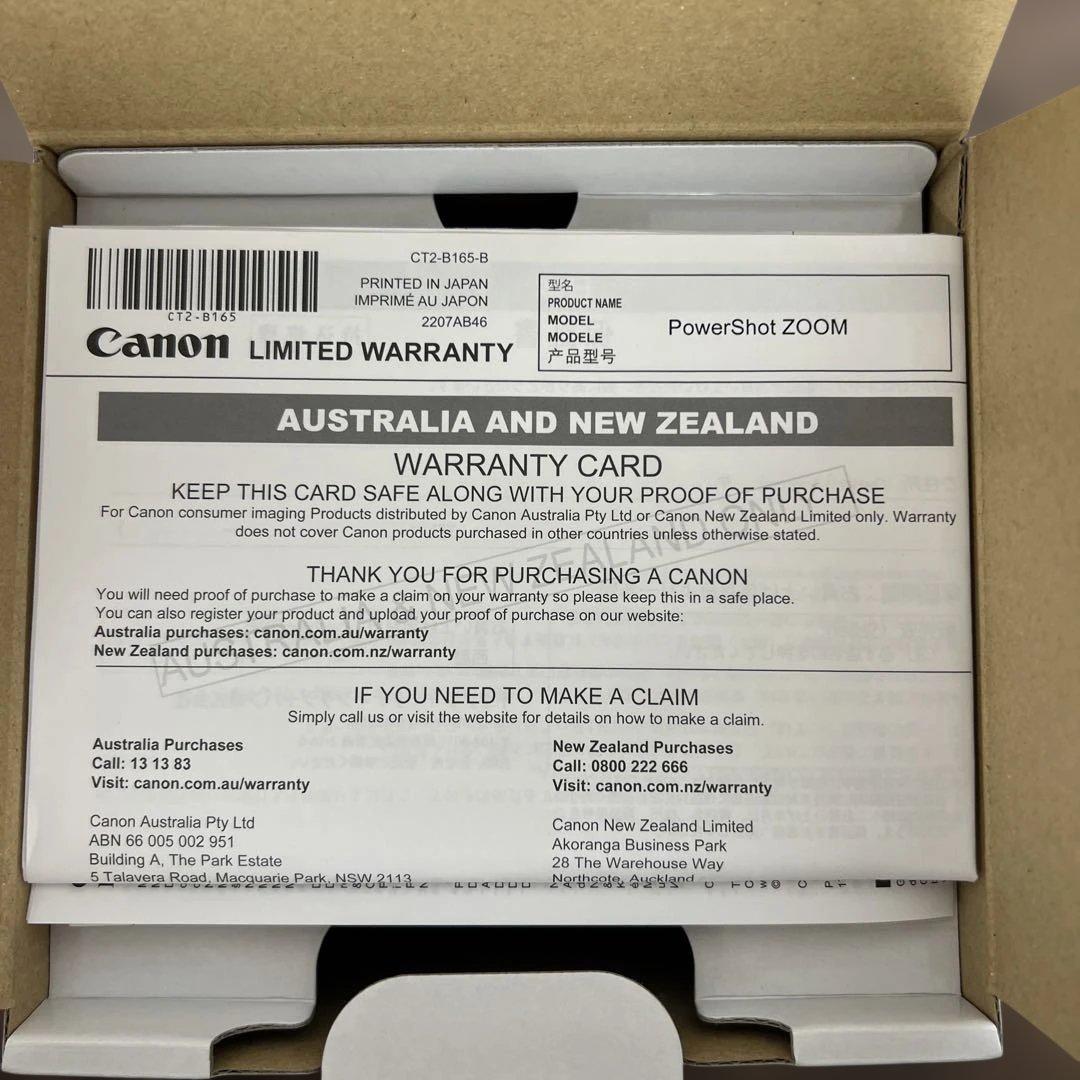 CT2-B165
CT2-B165-B
PRINTED IN JAPAN
IMPRIMÉ AU JAPON
2207AB46
Canon LIMITED WARRANTY
型名
PRODUCT NAME
MODEL
MODELE
产品型号
PowerShot ZOOM
AUSTRALIA AND NEW ZEALAND
WARRANTY CARD
KEEP THIS CARD SAFE ALONG WITH YOUR PROOF OF PURCHASE
For Canon consumer imaging Products distributed by Canon Australia Pty Ltd or Canon New Zealand Limited only. Warranty
does not cover Canon products purchased in other countries unless otherwise stated.
AUSTRALIA & NEW ZEALAND ONLY
THANK YOU FOR PURCHASING A CANON
You will need proof of purchase to make a claim on your warranty so please keep this in a safe place.
You can also register your product and upload your proof of purchase on our website:
Australia purchases: canon.com.au/warranty
New Zealand purchases: canon.com.nz/warranty
IF YOU NEED TO MAKE A CLAIM
Simply call us or visit the website for details on how to make a claim.
Australia Purchases
Call: 13 13 83
Visit: canon.com.au/warranty
Canon Australia Pty Ltd
ABN 66 005 002 951
Building A, The Park Estate
5 Talavera Road, Macquarie Park, NSW 2113
New Zealand Purchases
Call: 0800 222 666
Visit: canon.com.nz/warranty
Canon New Zealand Limited
Akoranga Business Park
28 The Warehouse Way
Northcote, Auckland